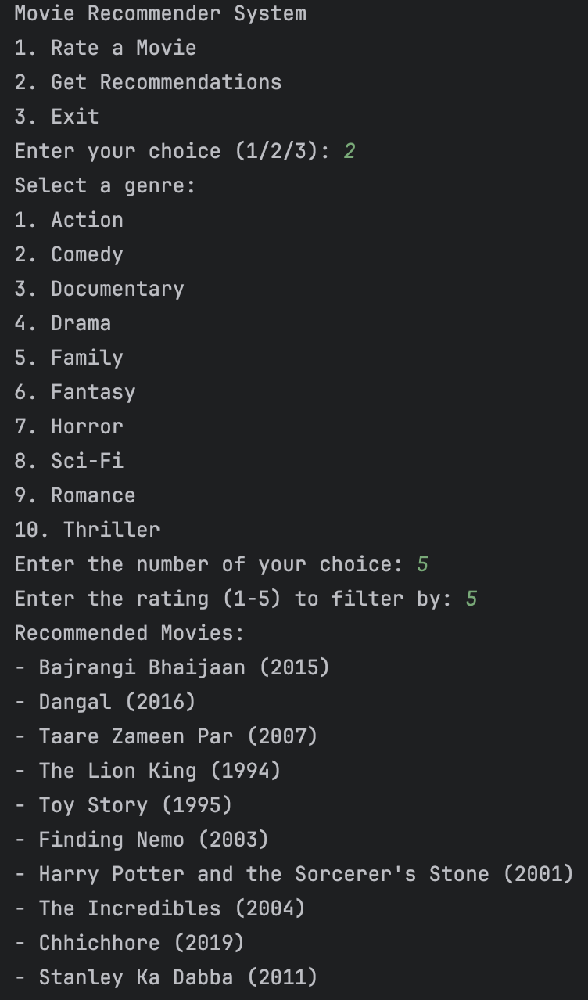 Movie Recommender System
1. Rate a Movie
2. Get Recommendations
3. Exit
Enter your choice (1/2/3): 2
Select a genre:
1. Action
2. Comedy
3. Documentary
4. Drama
5. Family
6. Fantasy
7. Horror
8. Sci-Fi
9. Romance
10. Thriller
Enter the number of your choice: 5
Enter the rating (1-5) to filter by: 5
Recommended Movies:
- Bajrangi Bhaijaan (2015)
- Dangal (2016)
- Taare Zameen Par (2007)
- The Lion King (1994)
- Toy Story (1995)
- Finding Nemo (2003)
- Harry Potter and the Sorcerer's Stone (2001)
- The Incredibles (2004)
- Chhichhore (2019)
- Stanley Ka Dabba (2011)